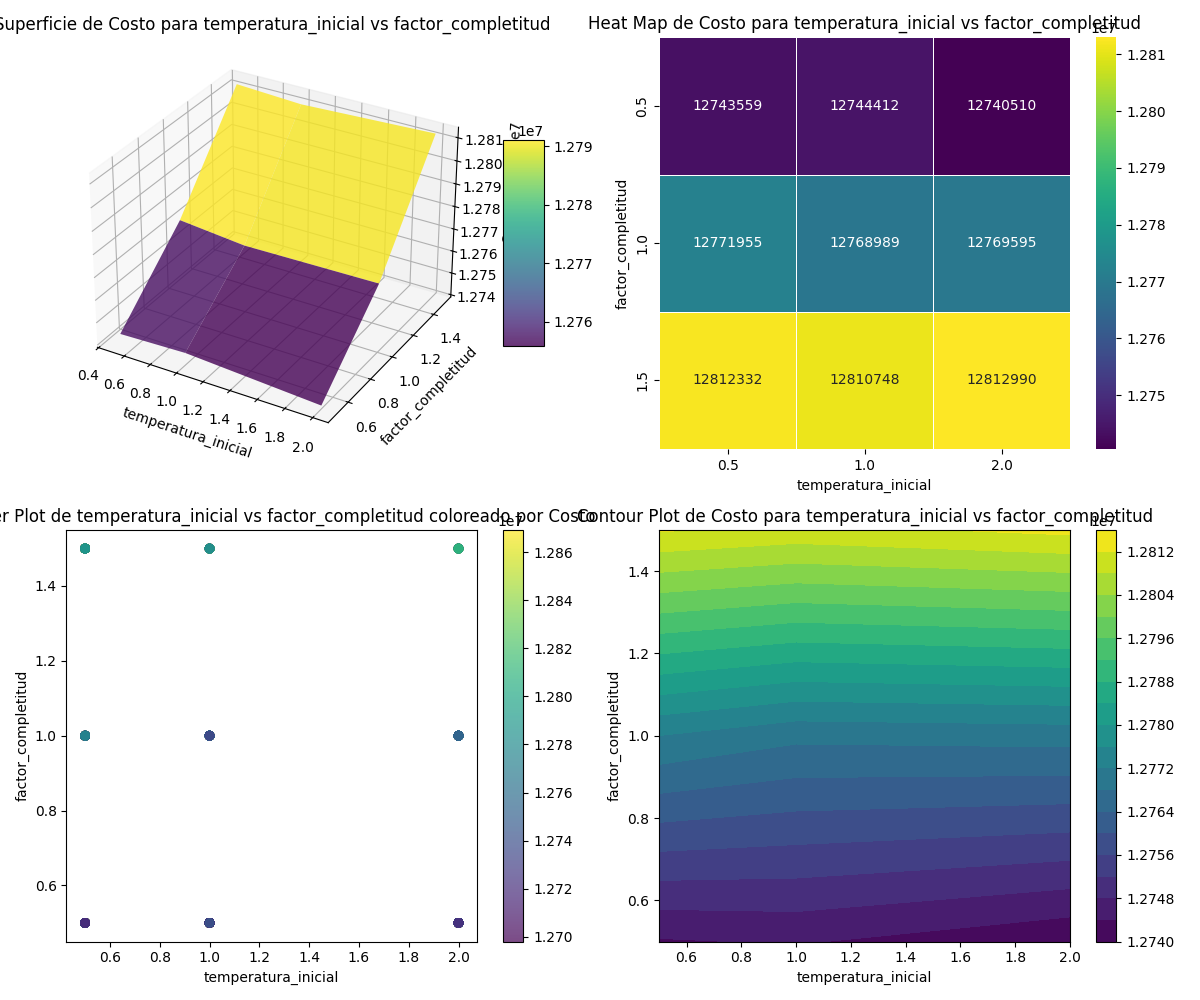 Superficie de Costo para temperatura_inicial vs factor_completitud
1.281
1.280
1.279
1.278
1.277
1.276
1.275
1.274
0.4 0.6 0.8 1.0 1.2 1.4 1.6 1.8 2.0
temperatura_inicial
0.6 0.8 1.0 1.2 1.4
factor_completitud
1e7
1.279
1.278
1.277
1.276
Heat Map de Costo para temperatura_inicial vs factor_completitud
1e7
0.5 12743559 12744412 12740510
1.0 12771955 12768989 12769595
1.5 12812332 12810748 12812990
factor_completitud
0.5 1.0 2.0
temperatura_inicial
1.281
1.280
1.279
1.278
1.277
1.276
1.275
Plot de temperatura_inicial vs factor_completitud coloreado por Costo
1e7
1.4
1.2
1.0
0.8
0.6
factor_completitud
0.6 0.8 1.0 1.2 1.4 1.6 1.8 2.0
temperatura_inicial
1.286
1.284
1.282
1.280
1.278
1.276
1.274
1.272
1.270
Contour Plot de Costo para temperatura_inicial vs factor_completitud
1e7
1.4
1.2
1.0
0.8
0.6
factor_completitud
0.6 0.8 1.0 1.2 1.4 1.6 1.8 2.0
temperatura_inicial
1.2812
1.2804
1.2796
1.2788
1.2780
1.2772
1.2764
1.2756
1.2748
1.2740